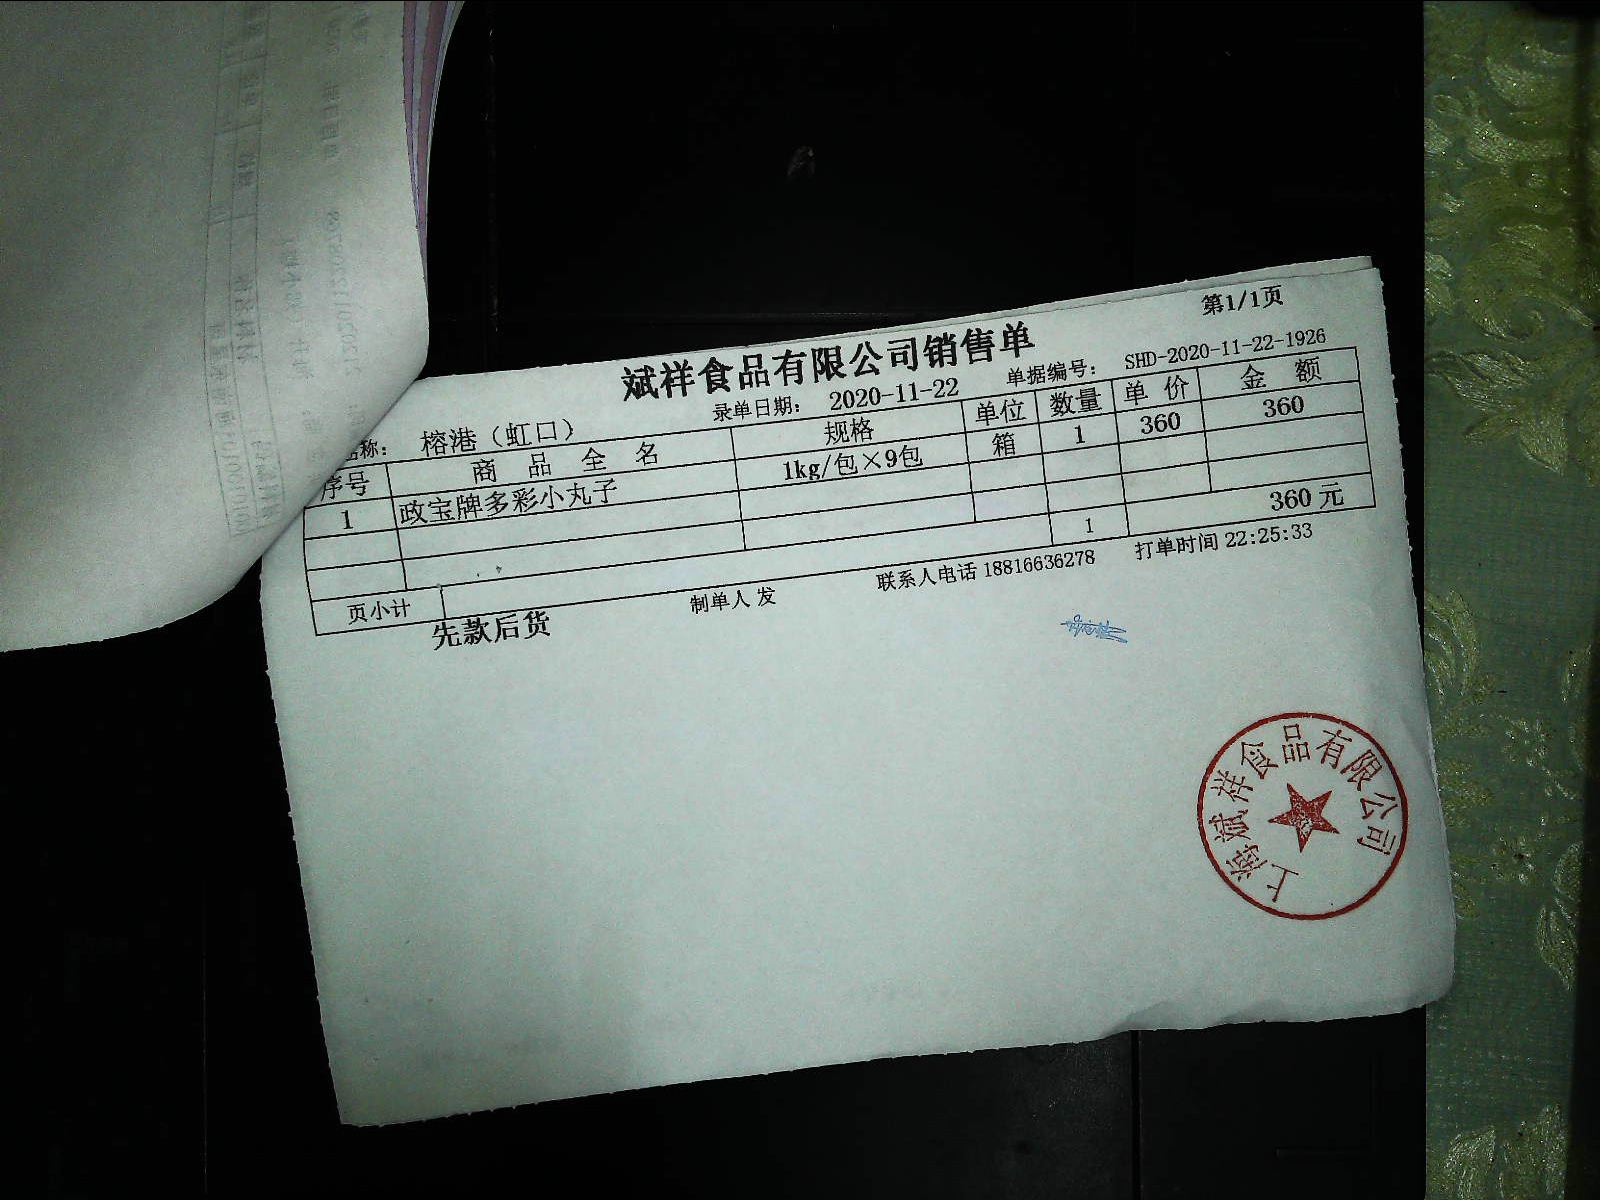 第1/1页
斌祥食品有限公司销售单
称: 榕港（虹口） 录单日期: 2020-11-22 单据编号: SHD-2020-11-22-1926
序号 商品全名 规格 单位 数量 单价 金额
1 政宝牌多彩小丸子 1kg/包×9包 箱 1 360 360
页小计 1 360元
先款后货 制单人 发 联系人电话 18816636278 打单时间 22:25:33
上海斌祥食品有限公司